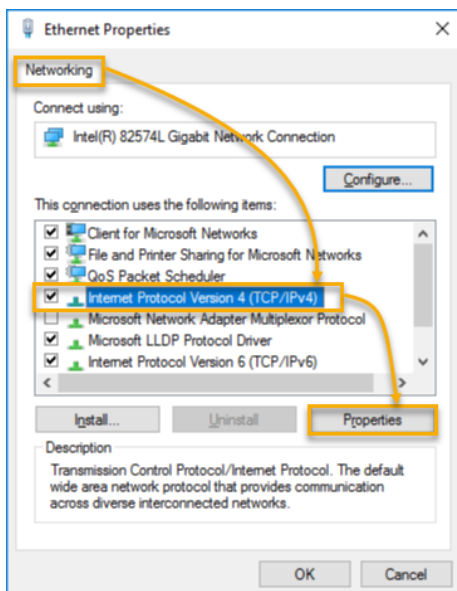 Ethernet Properties
Networking
Connect using:
Intel(R) 82574L Gigabit Network Connection
Configure...
This connection uses the following items:
Client for Microsoft Networks
File and Printer Sharing for Microsoft Networks
QoS Packet Scheduler
Internet Protocol Version 4 (TCP/IPv4)
Microsoft Network Adapter Multiplexor Protocol
Microsoft LLDP Protocol Driver
Internet Protocol Version 6 (TCP/IPv6)
Install... Uninstall Properties
Description
Transmission Control Protocol/Internet Protocol. The default
wide area network protocol that provides communication
across diverse interconnected networks.
OK Cancel